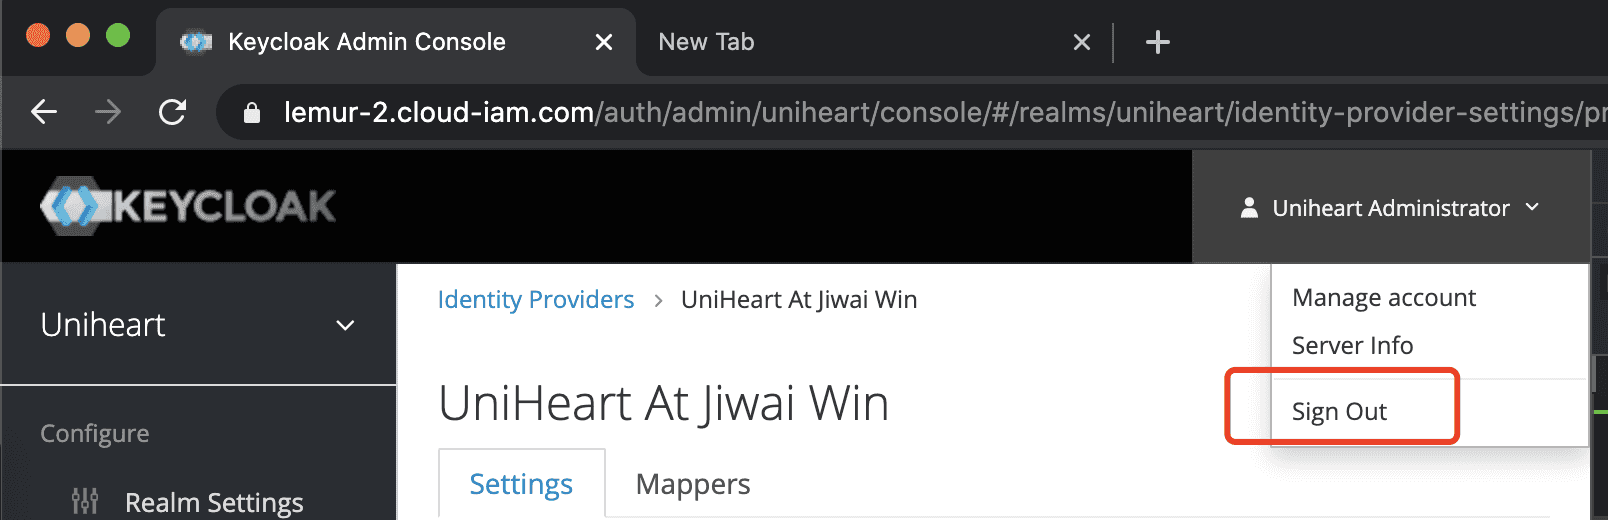 Keycloak Admin Console
New Tab
lemur-2.cloud-iam.com/auth/admin/uniheart/console/#/realms/uniheart/identity-provider-settings/pr
KEYCLOAK
Uniheart Administrator
Manage account
Server Info
Sign Out
Uniheart
Configure
Realm Settings
Identity Providers > UniHeart At Jiwai Win
UniHeart At Jiwai Win
Settings Mappers